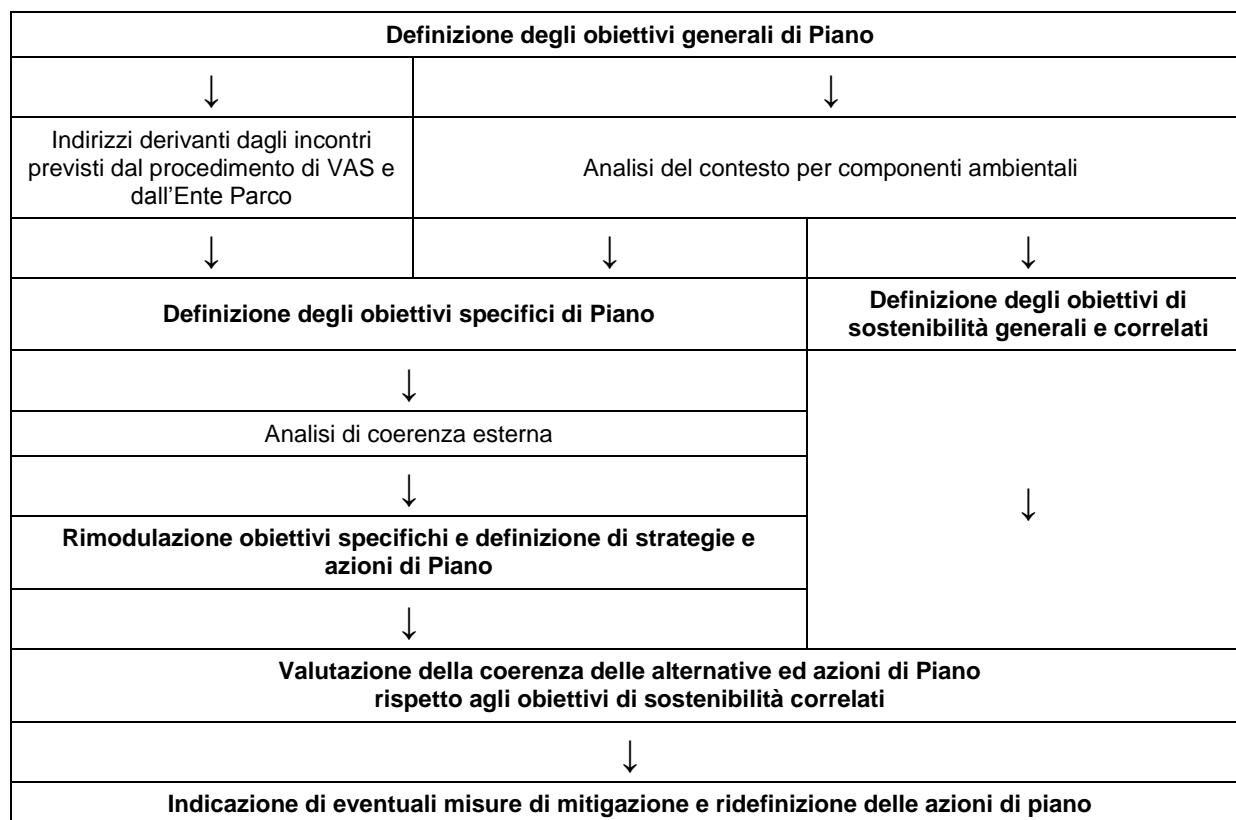 Definizione degli obiettivi generali di Piano
↓ ↓
Indirizzi derivanti dagli incontri
previsti dal procedimento di VAS e
dall'Ente Parco
Analisi del contesto per componenti ambientali
↓ ↓ ↓
Definizione degli obiettivi specifici di Piano
Definizione degli obiettivi di
sostenibilità generali e correlati
↓
Analisi di coerenza esterna
↓
Rimodulazione obiettivi specifici e definizione di strategie e
azioni di Piano
↓
↓
Valutazione della coerenza delle alternative ed azioni di Piano
rispetto agli obiettivi di sostenibilità correlati
↓
Indicazione di eventuali misure di mitigazione e ridefinizione delle azioni di piano